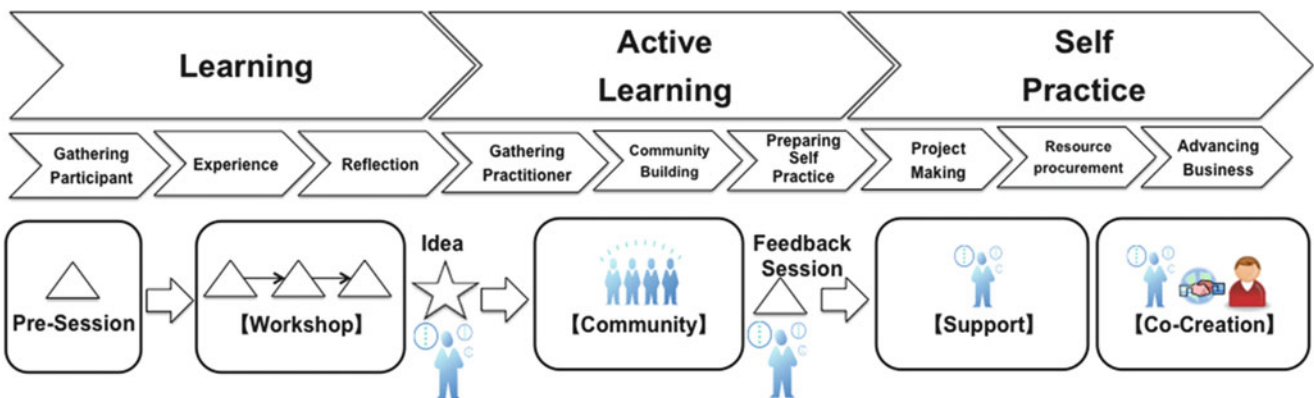 Learning
Active
Learning
Self
Practice
Gathering
Participant
Experience
Reflection
Gathering
Practitioner
Community
Building
Preparing
Self
Practice
Project
Making
Resource
procurement
Advancing
Business
Pre-Session
【Workshop】
Idea
【Community】
Feedback
Session
【Support】
【Co-Creation】